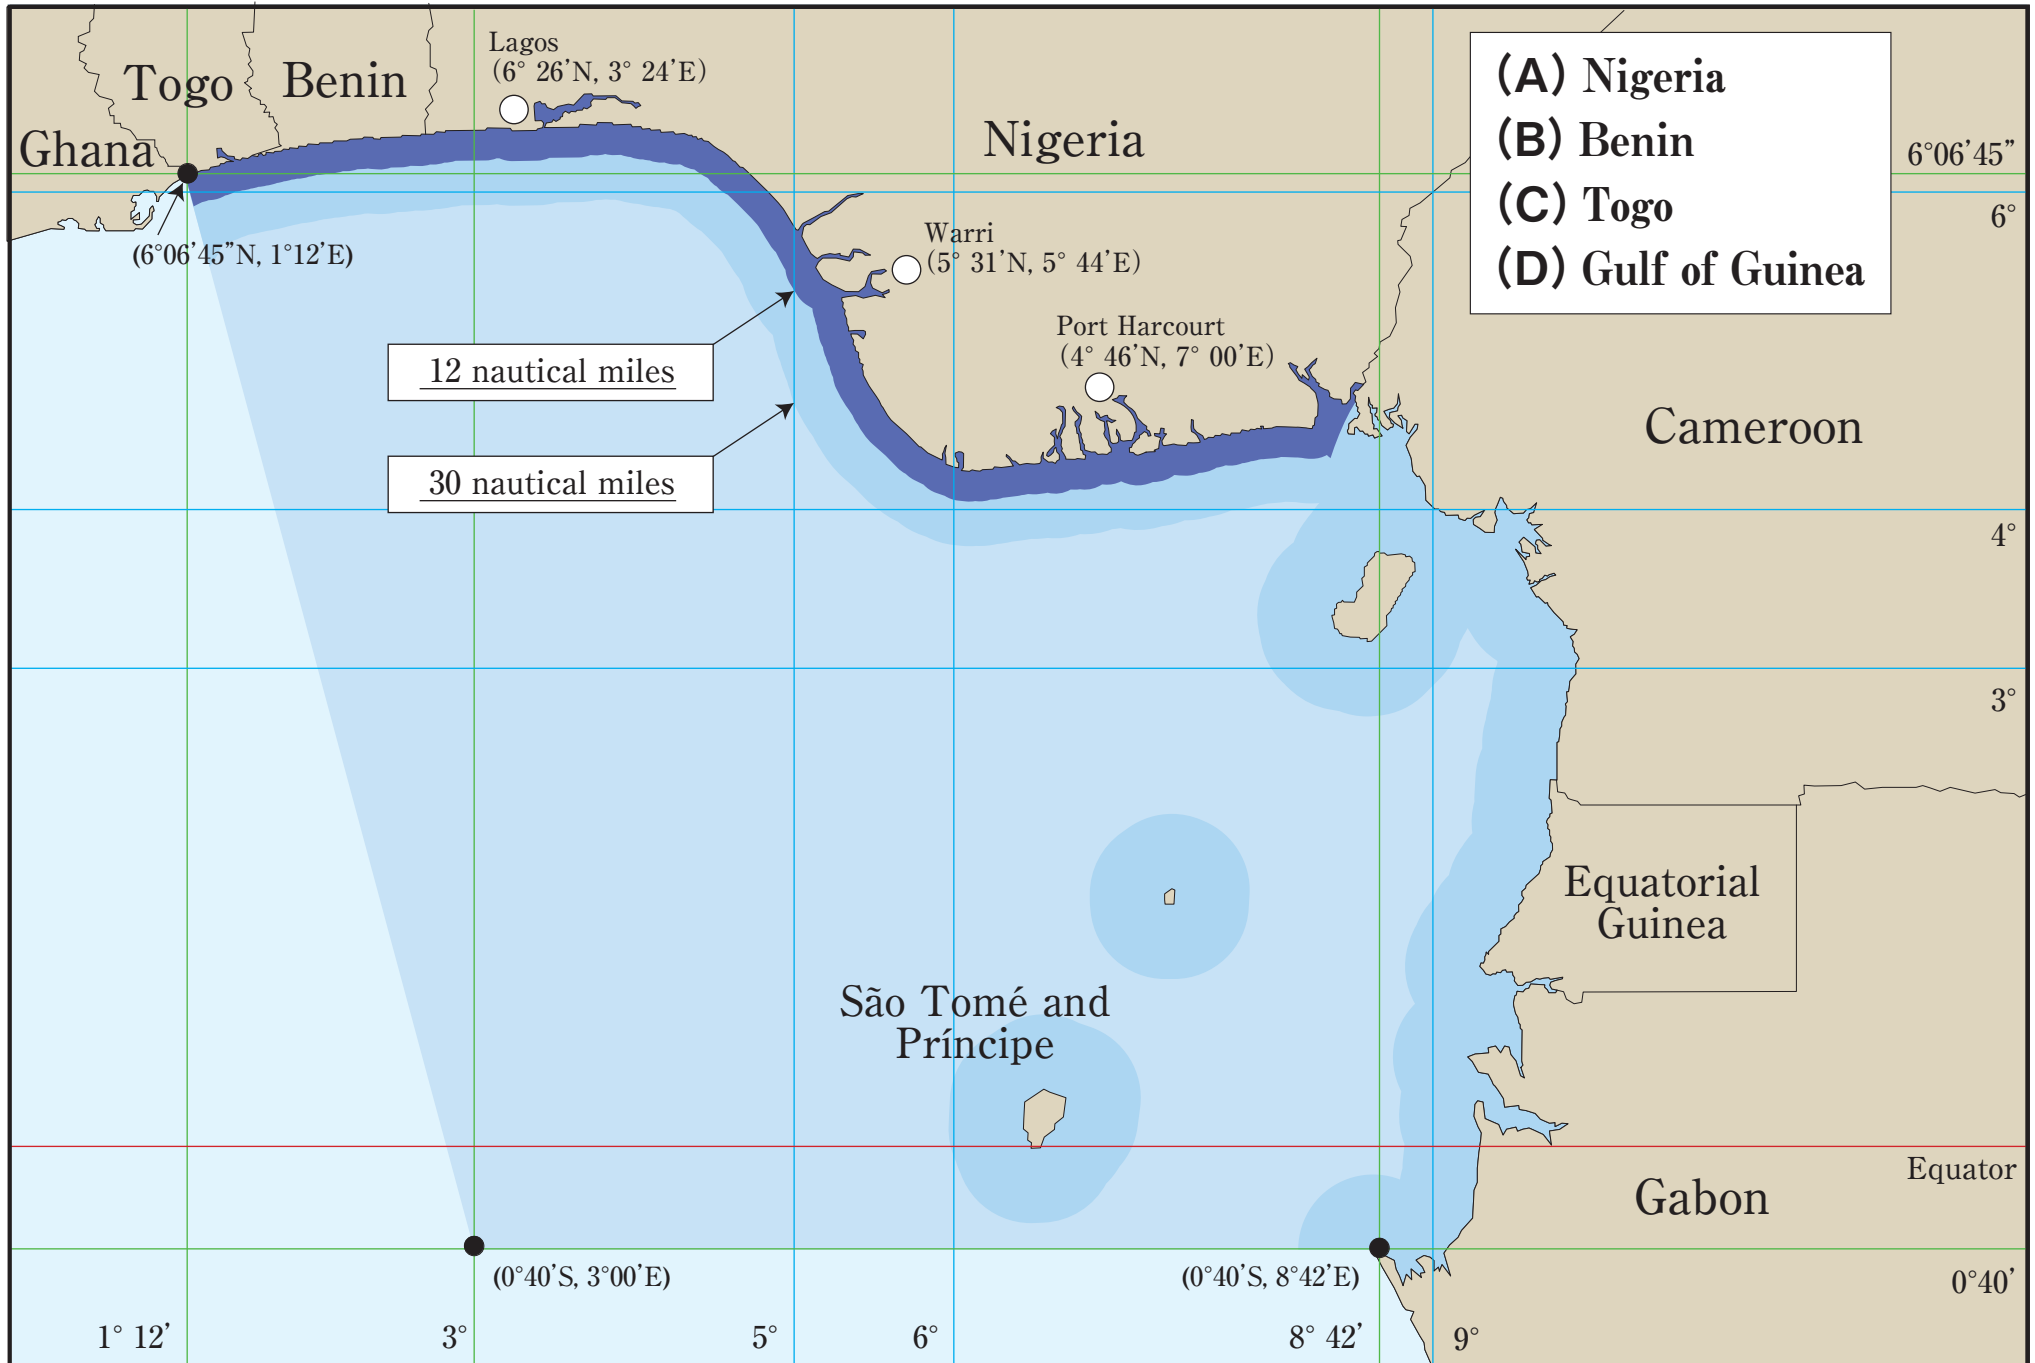 Lagos
(6° 26’N, 3° 24’E)
Togo
Benin
Ghana
Nigeria
(A) Nigeria
(B) Benin
(C) Togo
(D) Gulf of Guinea
6°06’45”
6°
(6°06’45”N, 1°12’E)
Warri
(5° 31’N, 5° 44’E)
Port Harcourt
(4° 46’N, 7° 00’E)
12 nautical miles
30 nautical miles
Cameroon
4°
3°
Equatorial
Guinea
São Tomé and
Príncipe
Equator
Gabon
(0°40’S, 3°00’E)
(0°40’S, 8°42’E)
0°40’
1° 12’
3°
5°
6°
8° 42’
9°